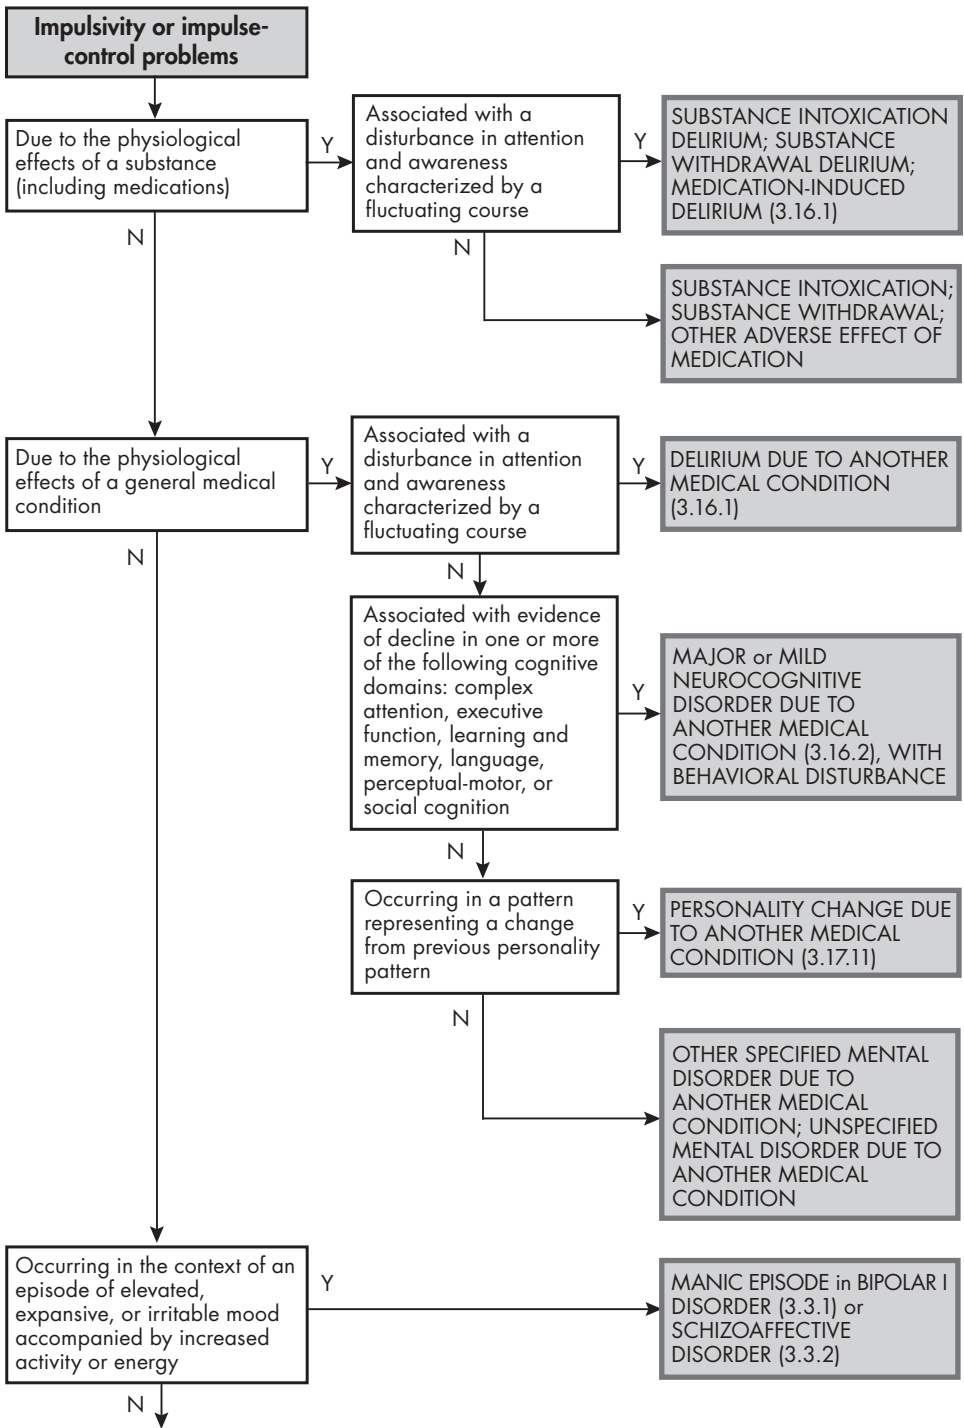 Impulsivity or impulse-
control problems
Due to the physiological
effects of a substance
(including medications)
Y
Associated with a
disturbance in attention
and awareness
characterized by a
fluctuating course
Y
SUBSTANCE INTOXICATION
DELIRIUM; SUBSTANCE
WITHDRAWAL DELIRIUM;
MEDICATION-INDUCED
DELIRIUM (3.16.1)
N
N
SUBSTANCE INTOXICATION;
SUBSTANCE WITHDRAWAL;
OTHER ADVERSE EFFECT OF
MEDICATION
Due to the physiological
effects of a general medical
condition
Y
Associated with a
disturbance in attention
and awareness
characterized by a
fluctuating course
Y
DELIRIUM DUE TO ANOTHER
MEDICAL CONDITION
(3.16.1)
N
N
Associated with evidence
of decline in one or more
of the following cognitive
domains: complex
attention, executive
function, learning and
memory, language,
perceptual-motor, or
social cognition
Y
MAJOR or MILD
NEUROCOGNITIVE
DISORDER DUE TO
ANOTHER MEDICAL
CONDITION (3.16.2), WITH
BEHAVIORAL DISTURBANCE
N
Occurring in a pattern
representing a change
from previous personality
pattern
Y
PERSONALITY CHANGE DUE
TO ANOTHER MEDICAL
CONDITION (3.17.11)
N
OTHER SPECIFIED MENTAL
DISORDER DUE TO
ANOTHER MEDICAL
CONDITION; UNSPECIFIED
MENTAL DISORDER DUE TO
ANOTHER MEDICAL
CONDITION
Occurring in the context of an
episode of elevated,
expansive, or irritable mood
accompanied by increased
activity or energy
Y
MANIC EPISODE in BIPOLAR I
DISORDER (3.3.1) or
SCHIZOAFFECTIVE
DISORDER (3.3.2)
N